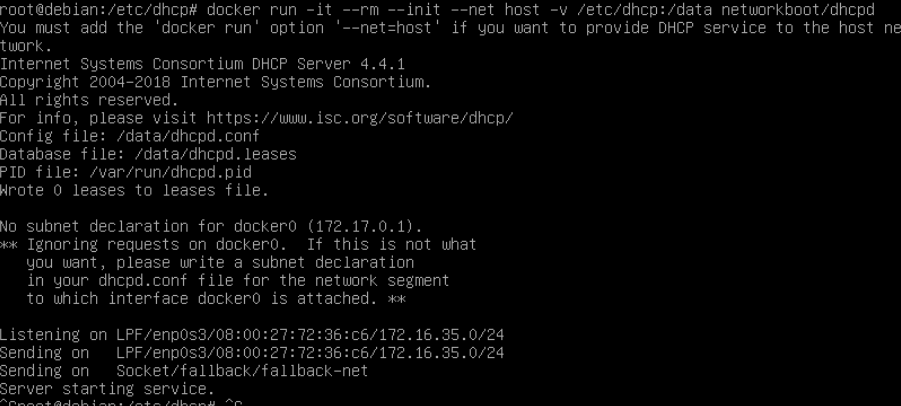 root@debian:/etc/dhcp# docker run -it --rm --init --net host -v /etc/dhcp:/data networkboot/dhcpd
You must add the 'docker run' option '--net=host' if you want to provide DHCP service to the host ne
twork.
Internet Systems Consortium DHCP Server 4.4.1
Copyright 2004-2018 Internet Systems Consortium.
All rights reserved.
For info, please visit https://www.isc.org/software/dhcp/
Config file: /data/dhcpd.conf
Database file: /data/dhcpd.leases
PID file: /var/run/dhcpd.pid
Wrote 0 leases to leases file.
No subnet declaration for docker0 (172.17.0.1).
** Ignoring requests on docker0.  If this is not what
   you want, please write a subnet declaration
   in your dhcpd.conf file for the network segment
   to which interface docker0 is attached. **
Listening on LPF/enp0s3/08:00:27:72:36:c6/172.16.35.0/24
Sending on   LPF/enp0s3/08:00:27:72:36:c6/172.16.35.0/24
Sending on   Socket/fallback/fallback-net
Server starting service.
^Croot@debian:/etc/dhcp# ^C